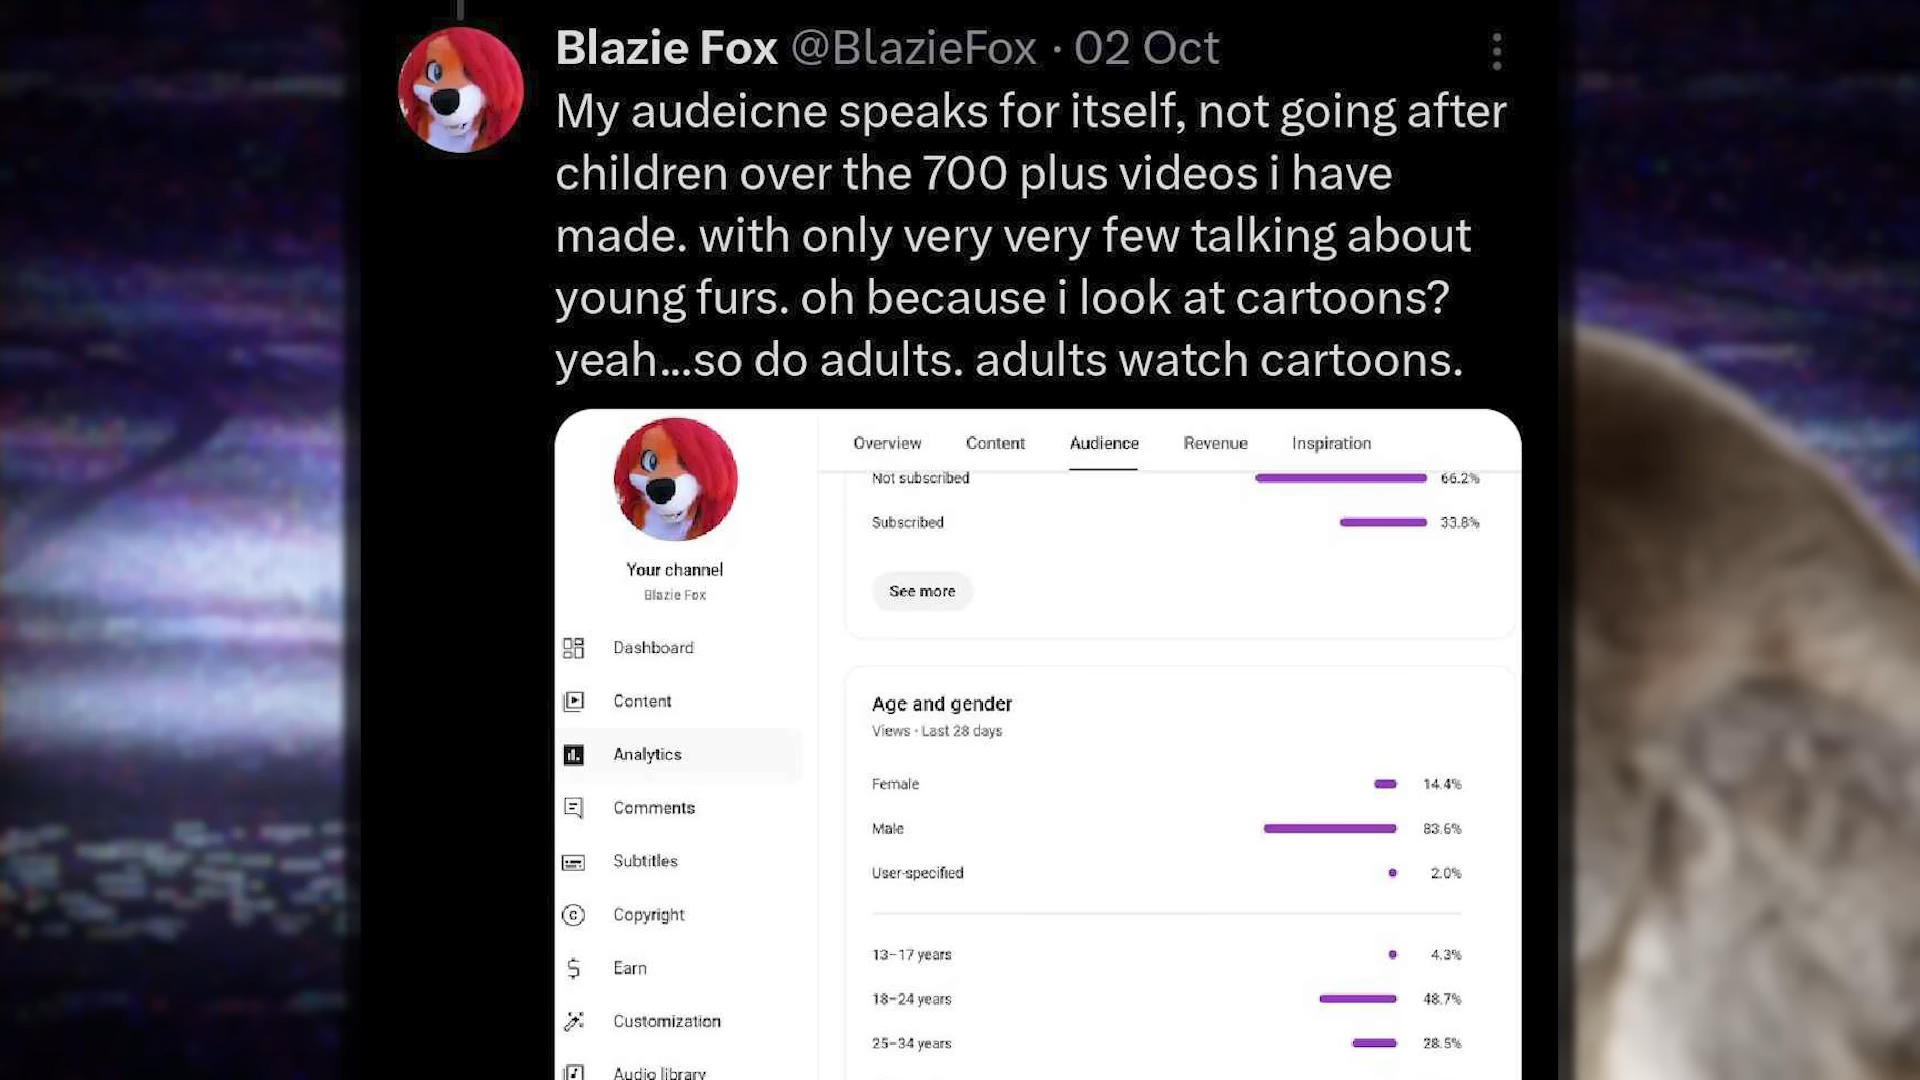 Blazie Fox @BlazieFox · 02 Oct
My audeicne speaks for itself, not going after
children over the 700 plus videos i have
made. with only very very few talking about
young furs. oh because i look at cartoons?
yeah...so do adults. adults watch cartoons.
Overview Content Audience Revenue Inspiration
Not subscribed 66.2%
Subscribed 33.8%
See more
Your channel
Blazie Fox
Dashboard
Content
Analytics
Comments
Subtitles
Copyright
Earn
Customization
Audio library
Age and gender
Views · Last 28 days
Female 14.4%
Male 83.6%
User-specified 2.0%
13–17 years 4.3%
18–24 years 48.7%
25–34 years 28.5%